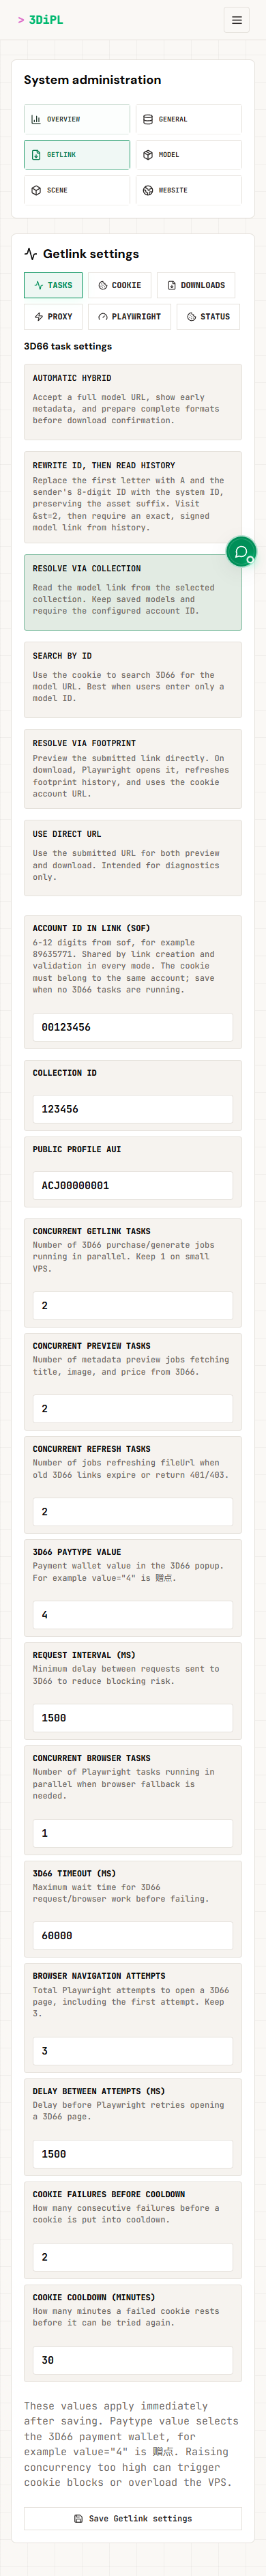 > 3DiPL
System administration
OVERVIEW
GENERAL
GETLINK
MODEL
SCENE
WEBSITE
Getlink settings
TASKS
COOKIE
DOWNLOADS
PROXY
PLAYWRIGHT
STATUS
3D66 task settings
AUTOMATIC HYBRID
Accept a full model URL, show early
metadata, and prepare complete formats
before download confirmation.
REWRITE ID, THEN READ HISTORY
Replace the first letter with A and the
sender's 8-digit ID with the system ID,
preserving the asset suffix. Visit
&st=2, then require an exact, signed
model link from history.
RESOLVE VIA COLLECTION
Read the model link from the selected
collection. Keep saved models and
require the configured account ID.
SEARCH BY ID
Use the cookie to search 3D66 for the
model URL. Best when users enter only a
model ID.
RESOLVE VIA FOOTPRINT
Preview the submitted link directly. On
download, Playwright opens it, refreshes
footprint history, and uses the cookie
account URL.
USE DIRECT URL
Use the submitted URL for both preview
and download. Intended for diagnostics
only.
ACCOUNT ID IN LINK (SOF)
6-12 digits from sof, for example
89635771. Shared by link creation and
validation in every mode. The cookie
must belong to the same account; save
when no 3D66 tasks are running.
00123456
COLLECTION ID
123456
PUBLIC PROFILE AUI
ACJ00000001
CONCURRENT GETLINK TASKS
Number of 3D66 purchase/generate jobs
running in parallel. Keep 1 on small
VPS.
2
CONCURRENT PREVIEW TASKS
Number of metadata preview jobs fetching
title, image, and price from 3D66.
2
CONCURRENT REFRESH TASKS
Number of jobs refreshing fileUrl when
old 3D66 links expire or return 401/403.
2
3D66 PAYTYPE VALUE
Payment wallet value in the 3D66 popup.
For example value="4" is 赠点.
4
REQUEST INTERVAL (MS)
Minimum delay between requests sent to
3D66 to reduce blocking risk.
1500
CONCURRENT BROWSER TASKS
Number of Playwright tasks running in
parallel when browser fallback is
needed.
1
3D66 TIMEOUT (MS)
Maximum wait time for 3D66
request/browser work before failing.
60000
BROWSER NAVIGATION ATTEMPTS
Total Playwright attempts to open a 3D66
page, including the first attempt. Keep
3.
3
DELAY BETWEEN ATTEMPTS (MS)
Delay before Playwright retries opening
a 3D66 page.
1500
COOKIE FAILURES BEFORE COOLDOWN
How many consecutive failures before a
cookie is put into cooldown.
2
COOKIE COOLDOWN (MINUTES)
How many minutes a failed cookie rests
before it can be tried again.
30
These values apply immediately
after saving. Paytype value selects
the 3D66 payment wallet, for
example value="4" is 赠点. Raising
concurrency too high can trigger
cookie blocks or overload the VPS.
Save Getlink settings